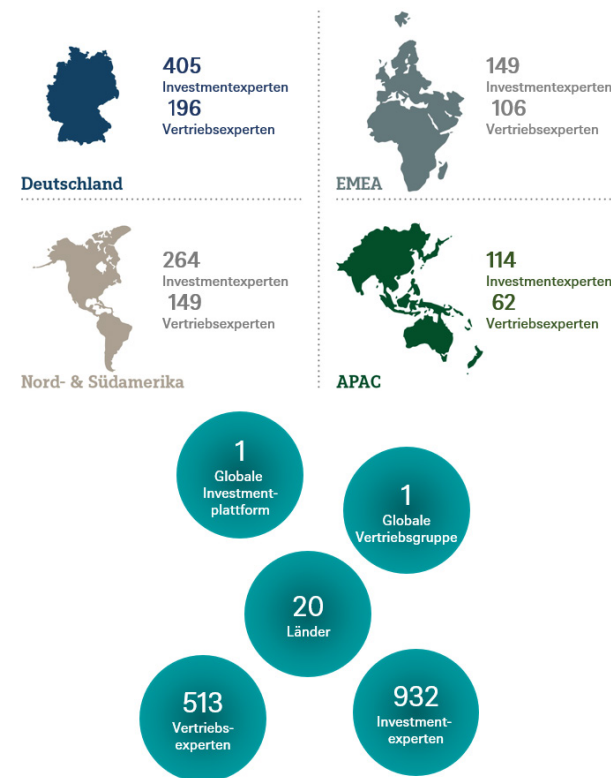 405
Investmentexperten
196
Vertriebsexperten
Deutschland
149
Investmentexperten
106
Vertriebsexperten
EMEA
264
Investmentexperten
149
Vertriebsexperten
Nord- & Südamerika
114
Investmentexperten
62
Vertriebsexperten
APAC
1
Globale
Investment-
plattform
1
Globale
Vertriebsgruppe
20
Länder
513
Vertriebs-
experten
932
Investment-
experten